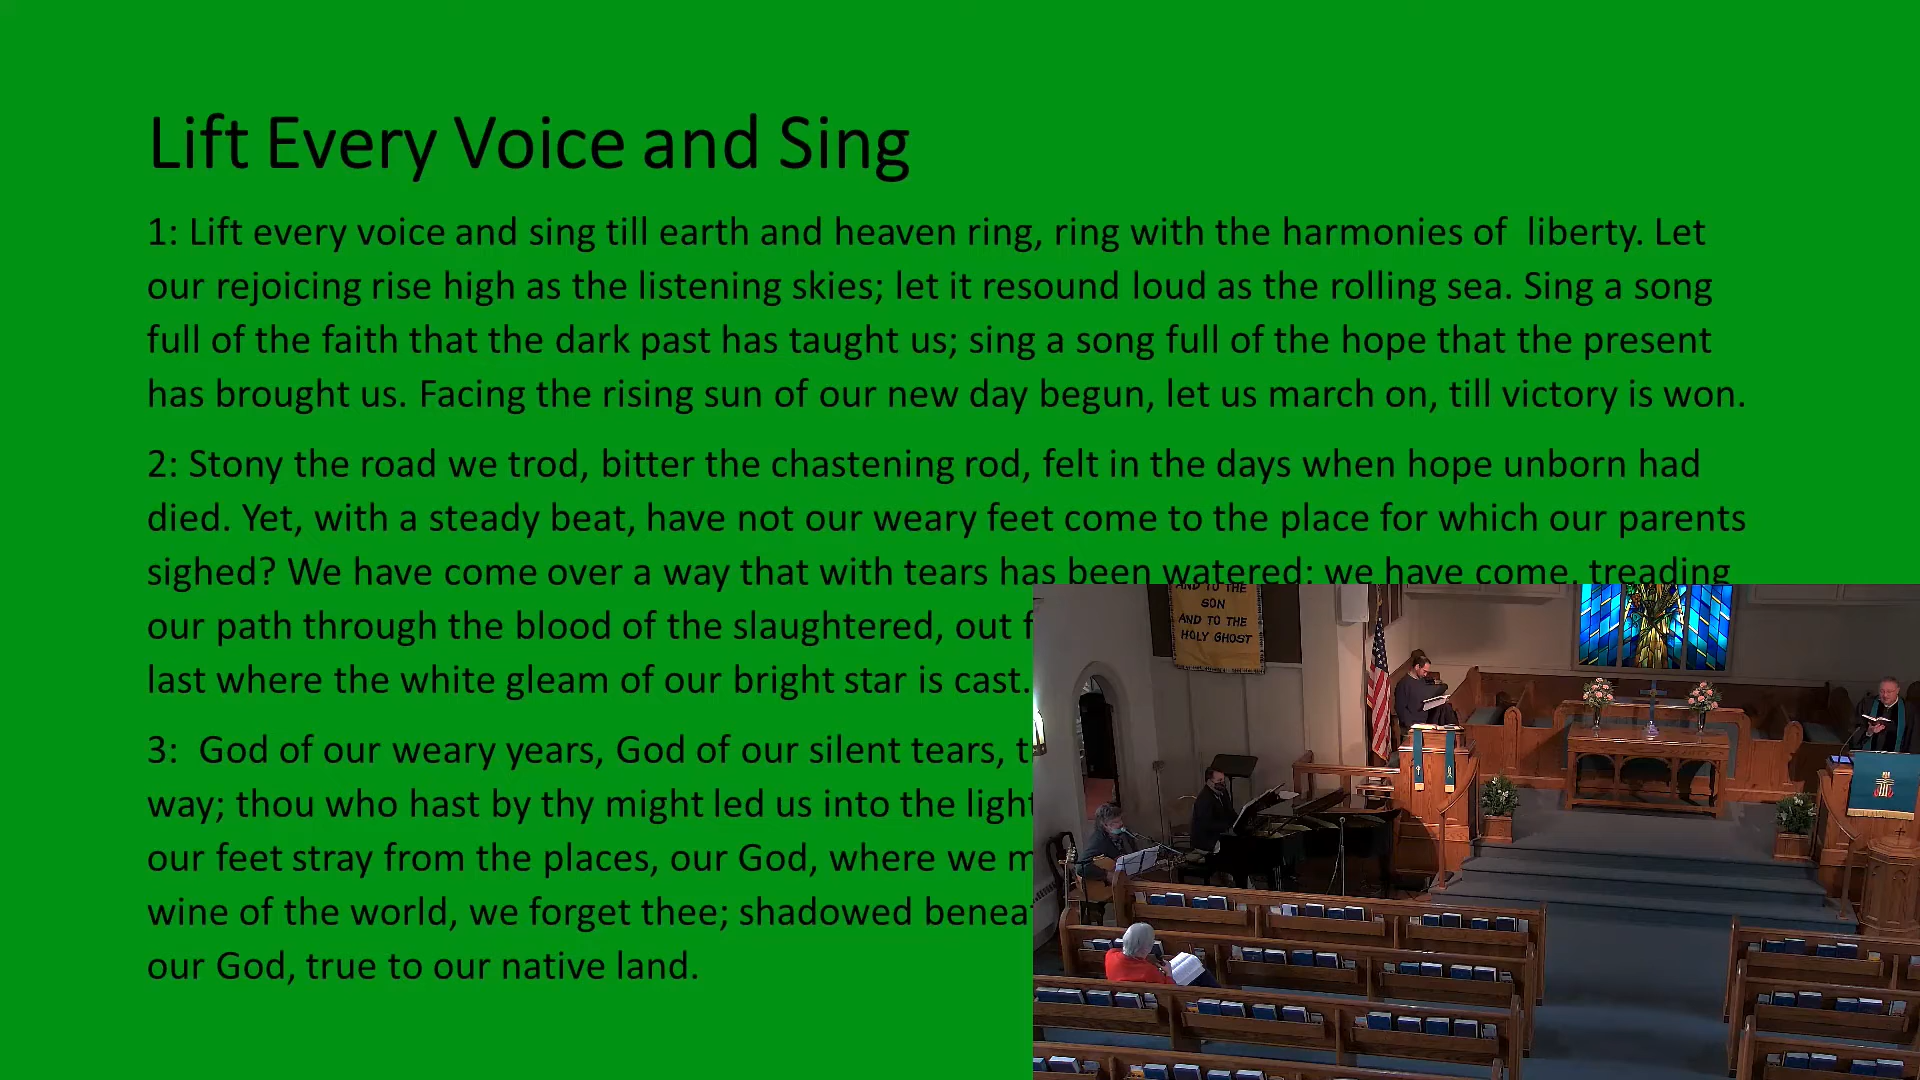 Lift Every Voice and Sing
1: Lift every voice and sing till earth and heaven ring, ring with the harmonies of  liberty. Let
our rejoicing rise high as the listening skies; let it resound loud as the rolling sea. Sing a song
full of the faith that the dark past has taught us; sing a song full of the hope that the present
has brought us. Facing the rising sun of our new day begun, let us march on, till victory is won.
2: Stony the road we trod, bitter the chastening rod, felt in the days when hope unborn had
died. Yet, with a steady beat, have not our weary feet come to the place for which our parents
sighed? We have come over a way that with tears has been watered; we have come, treading
our path through the blood of the slaughtered, out
last where the white gleam of our bright star is cast.
3:  God of our weary years, God of our silent tears,
way; thou who hast by thy might led us into the light
our feet stray from the places, our God, where we
wine of the world, we forget thee; shadowed
our God, true to our native land.
AND TO THE
SON
AND TO THE
HOLY GHOST